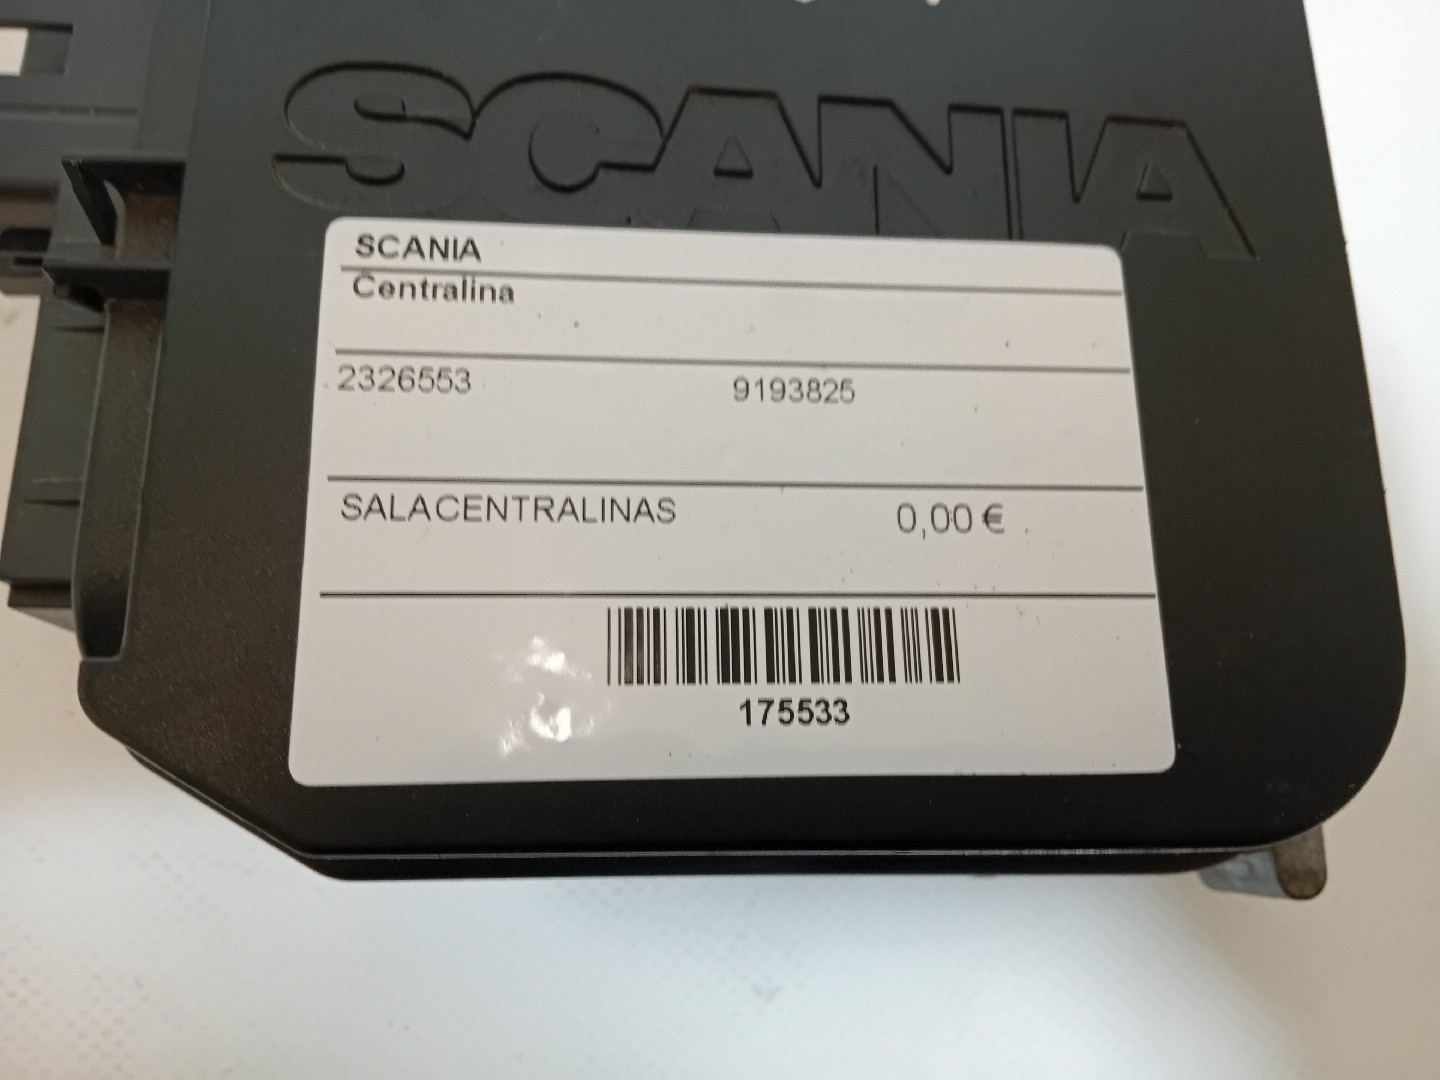 SCANIA
SCANIA
Centralina
2326553 9193825
SALACENTRALINAS 0,00 €
175533